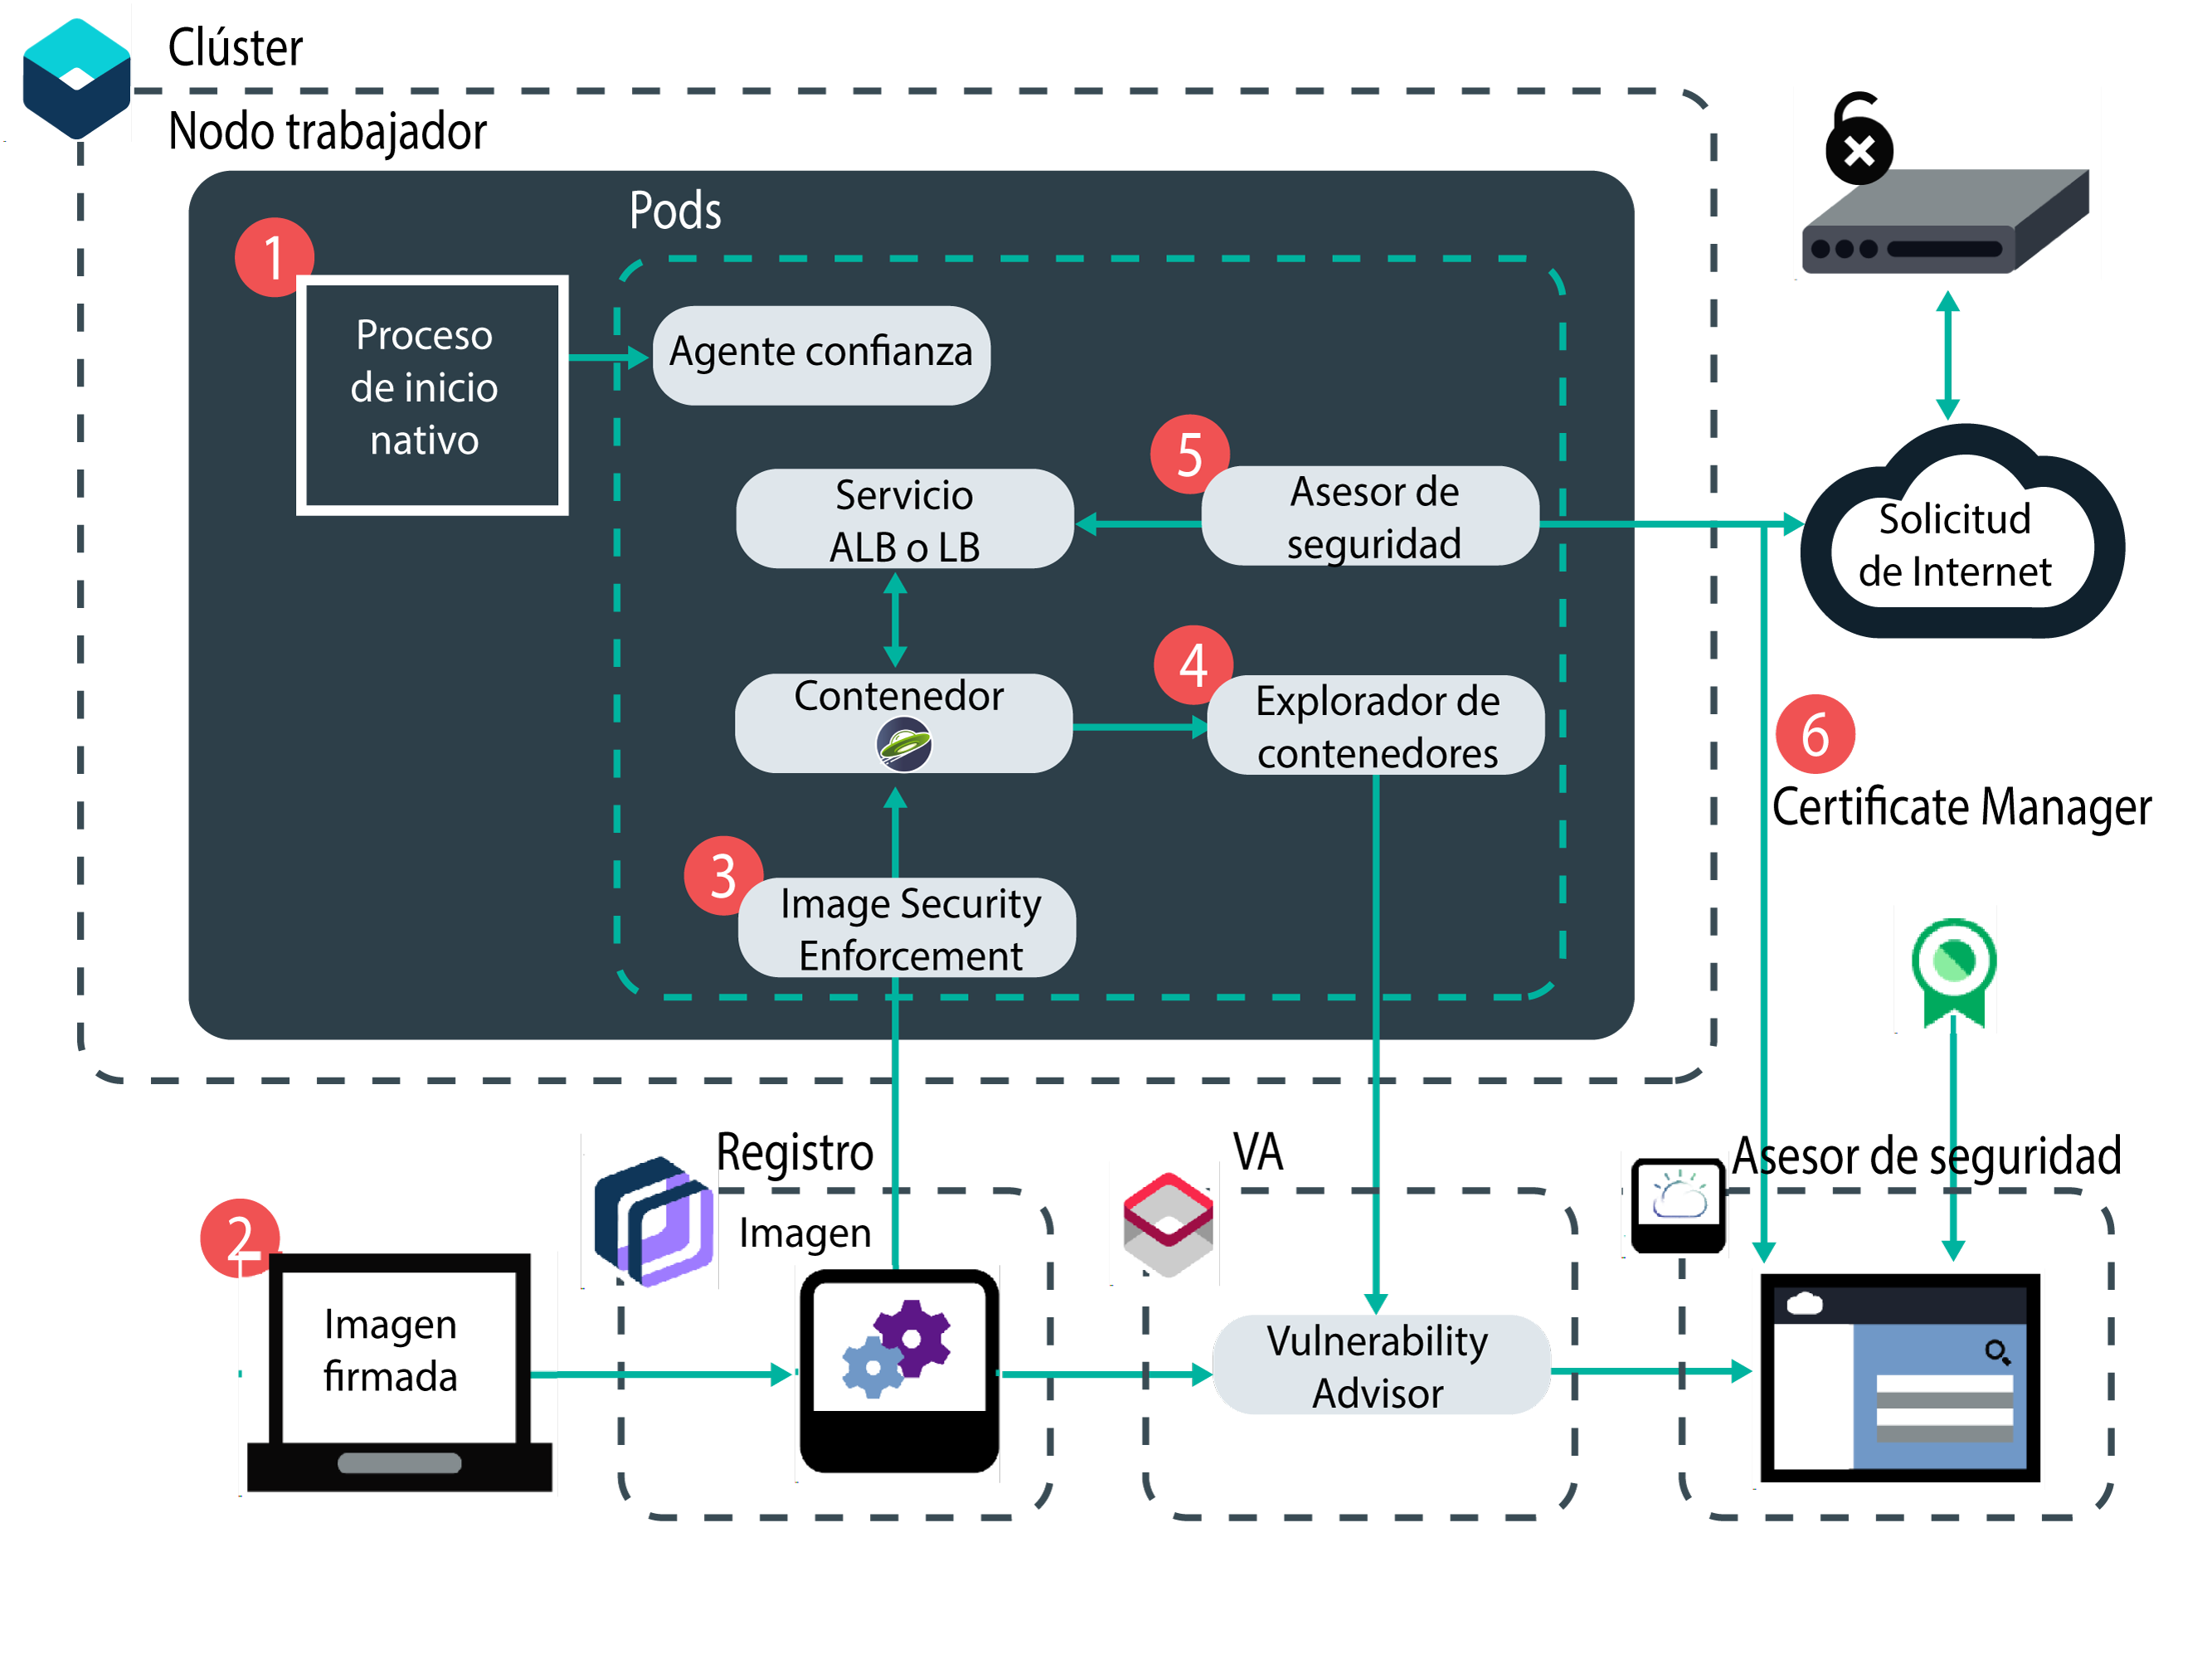 Clúster
Nodo trabajador
Pods
1
Proceso
de inicio
nativo
Agente confianza
5
Servicio
ALB o LB
Asesor de
seguridad
Solicitud
de Internet
4
Contenedor
Explorador de
contenedores
6
Certificate Manager
3
Image Security
Enforcement
Registro
VA
Asesor de seguridad
2
Imagen
Imagen
firmada
Vulnerability
Advisor